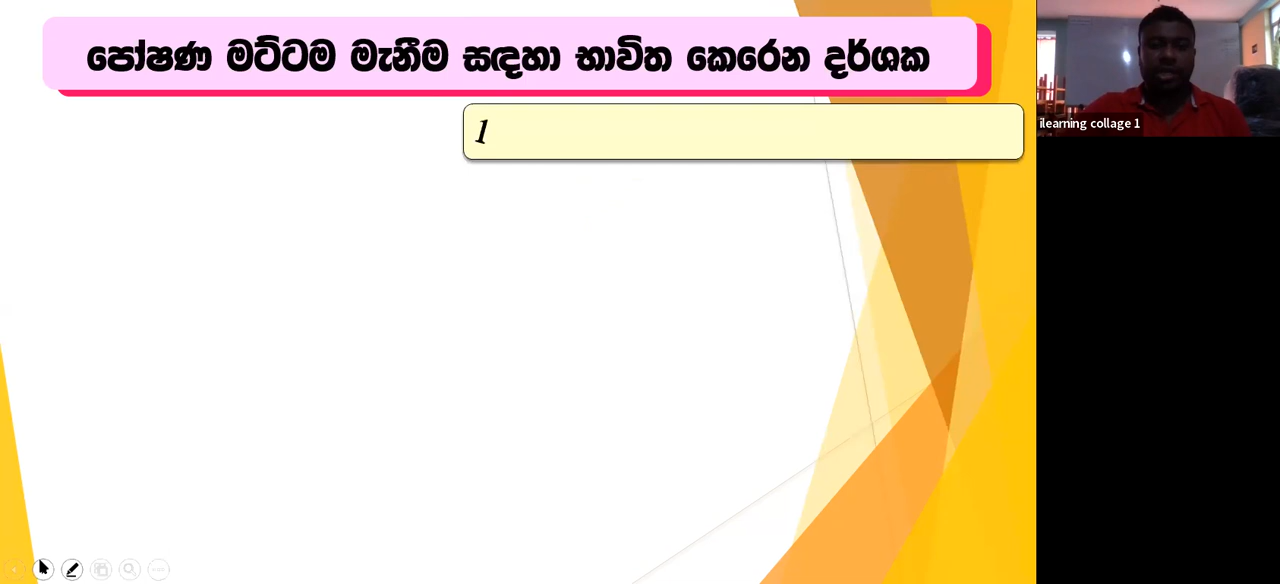 පෝෂණ මට්ටම මැනීම සඳහා භාවිත කෙරෙන දර්ශක
1
ilearning collage 1